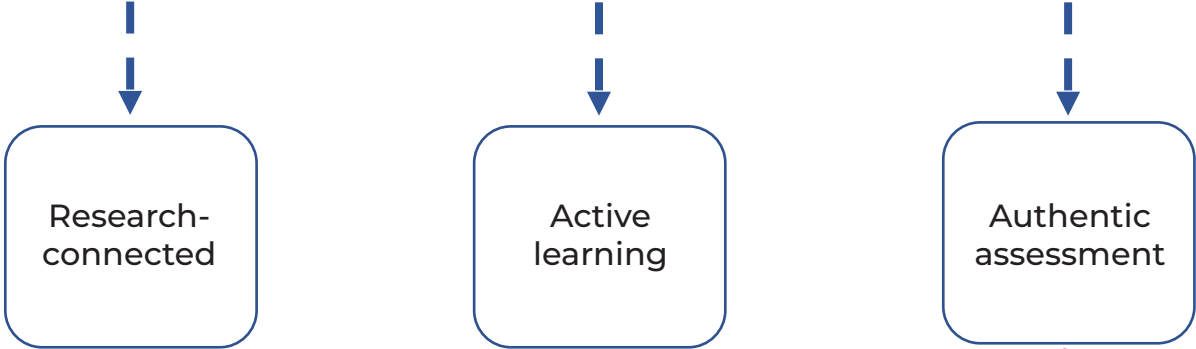 Research-
connected
Active
learning
Authentic
assessment